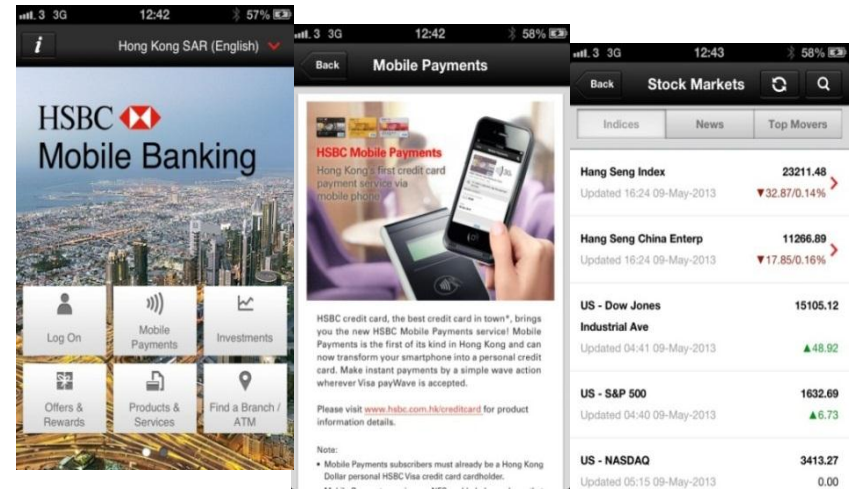 3 3G 12:42 57%
i Hong Kong SAR (English)
HSBC
Mobile Banking
Log On
Mobile
Payments
Investments
Offers &
Rewards
Products &
Services
Find a Branch /
ATM
3 3G 12:42 58%
Back Mobile Payments
HSBC Mobile Payments
Hong Kong's first credit card
payment service via
mobile phone
HSBC credit card, the best credit card in town*, brings
you the new HSBC Mobile Payments service! Mobile
Payments is the first of its kind in Hong Kong and can
now transform your smartphone into a personal credit
card. Make instant payments by a simple wave action
wherever Visa payWave is accepted.
Please visit www.hsbc.com.hk/creditcard for product
information details.
Note:
• Mobile Payments subscribers must already be a Hong Kong
Dollar personal HSBC Visa credit card cardholder.
3 3G 12:43 58%
Back Stock Markets
Indices News Top Movers
Hang Seng Index 23211.48
Updated 16:24 09-May-2013 ▼32.87/0.14%
Hang Seng China Enterp 11266.89
Updated 16:24 09-May-2013 ▼17.85/0.16%
US - Dow Jones 15105.12
Industrial Ave
Updated 04:41 09-May-2013 ▲48.92
US - S&P 500 1632.69
Updated 04:40 09-May-2013 ▲6.73
US - NASDAQ 3413.27
Updated 05:15 09-May-2013 0.00